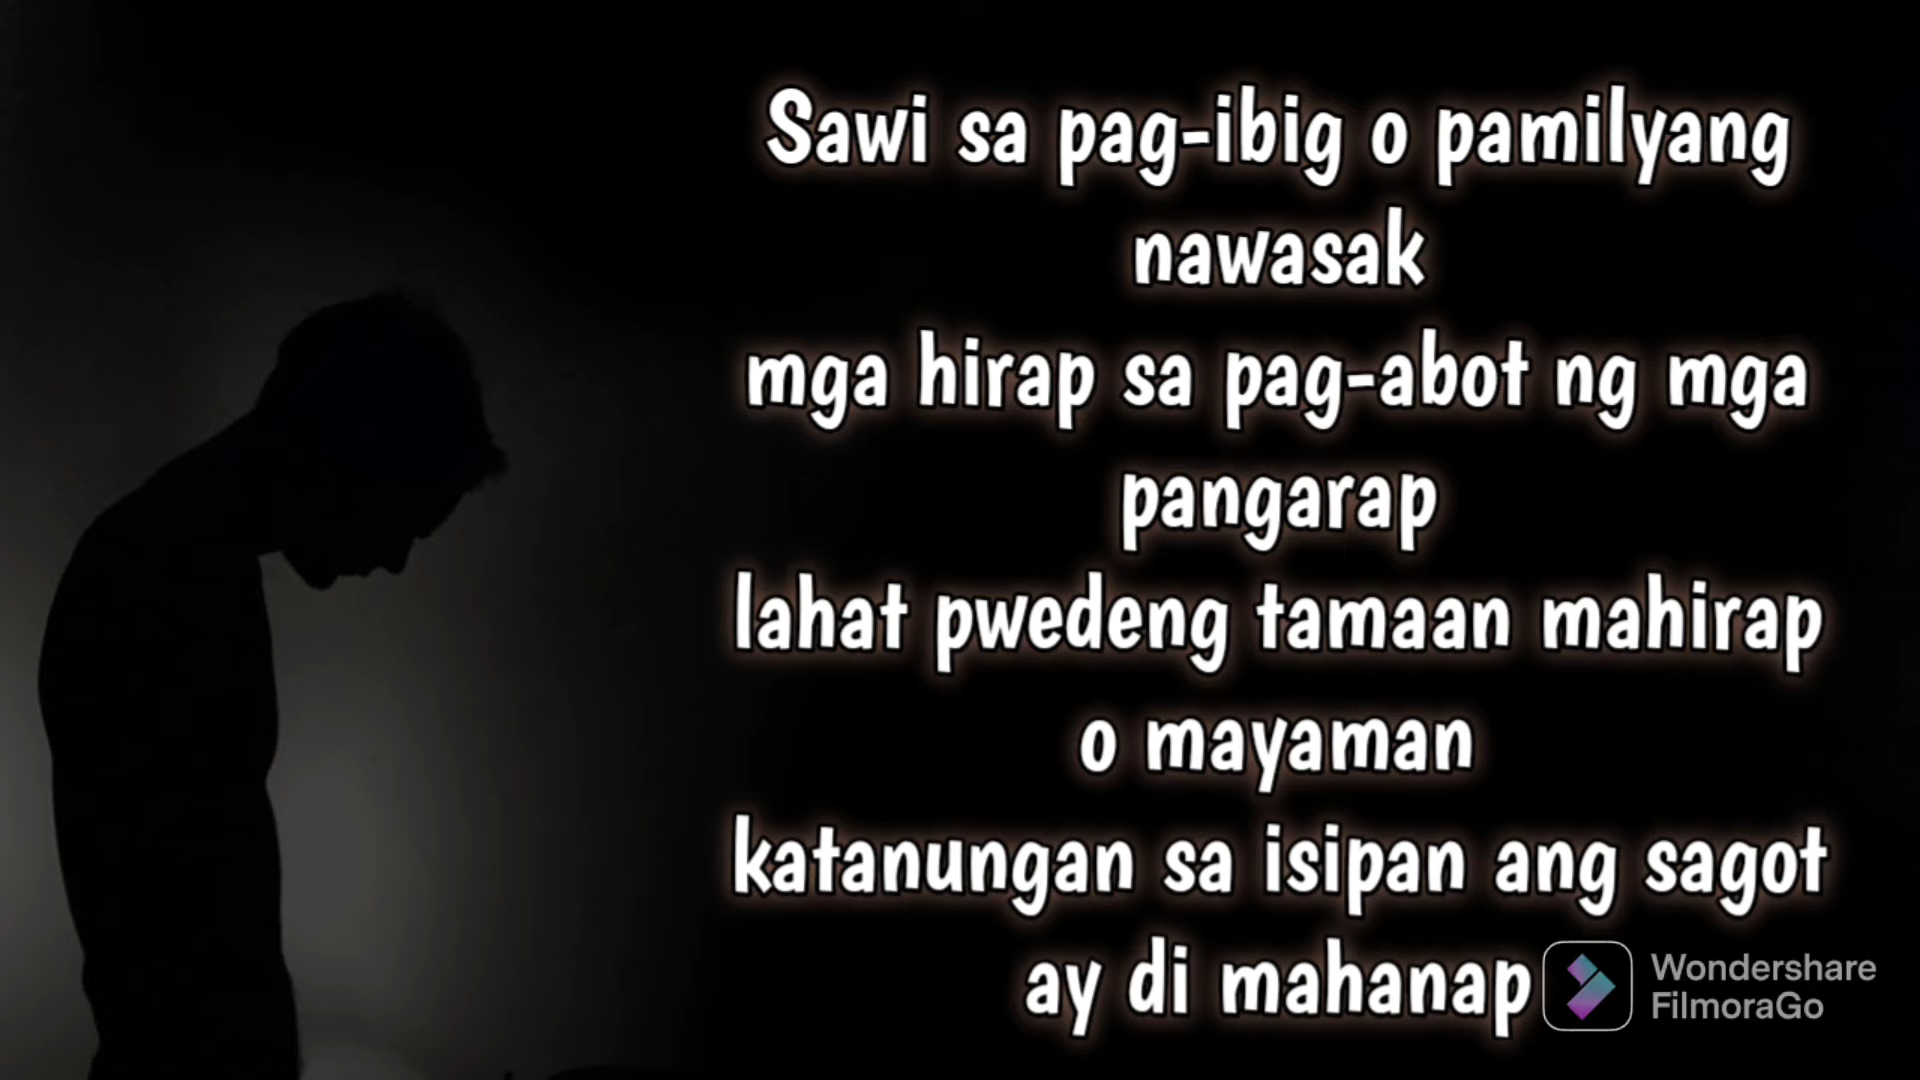 Sawi sa pag-ibig o pamilyang
nawasak
mga hirap sa pag-abot ng mga
pangarap
lahat pwedeng tamaan mahirap
o mayaman
katanungan sa isipan ang sagot
ay di mahanap
Wondershare
FilmoraGo